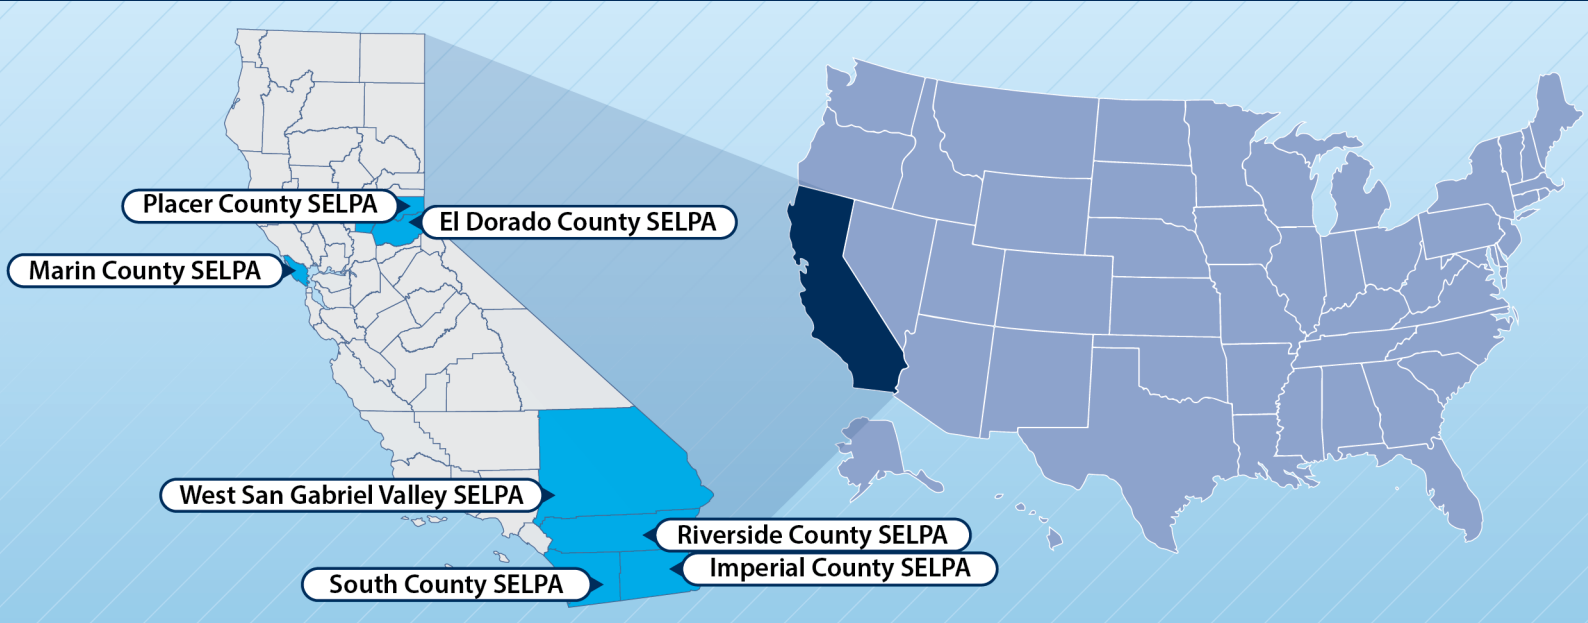 Placer County SELPA
El Dorado County SELPA
Marin County SELPA
West San Gabriel Valley SELPA
Riverside County SELPA
Imperial County SELPA
South County SELPA